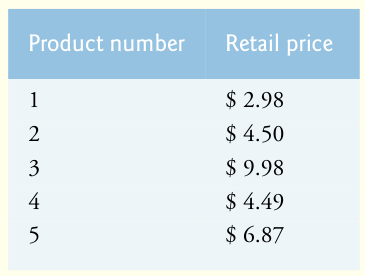 Product number Retail price
1 $ 2.98
2 $ 4.50
3 $ 9.98
4 $ 4.49
5 $ 6.87